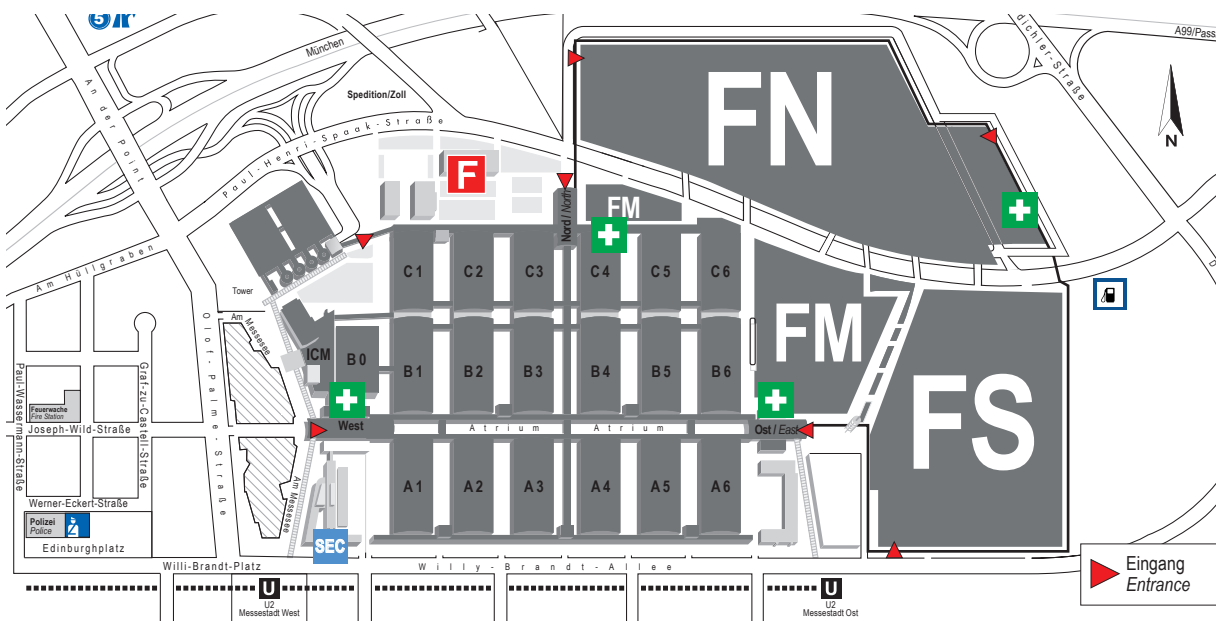 5
München
A99/Pass
An der Point
Spedition/Zoll
Paul-Henri-Spaak-Straße
FN
N
F
FM
Nord / North
C1
C2
C3
C4
C5
C6
Am Hüllgraben
Tower
Am Messesee
Olof-Palme-Straße
ICM
B0
B1
B2
B3
B4
B5
B6
FM
FS
Paul-Wassermann-Straße
Graf-zu-Castell-Straße
Feuerwache
Fire Station
Joseph-Wild-Straße
West
Atrium
Atrium
Ost / East
A1
A2
A3
A4
A5
A6
Am Messesee
Werner-Eckert-Straße
Polizei
Police
Edinburghplatz
SEC
Willi-Brandt-Platz
Willy-Brandt-Allee
Eingang
Entrance
U
U2
Messestadt West
U
U2
Messestadt Ost